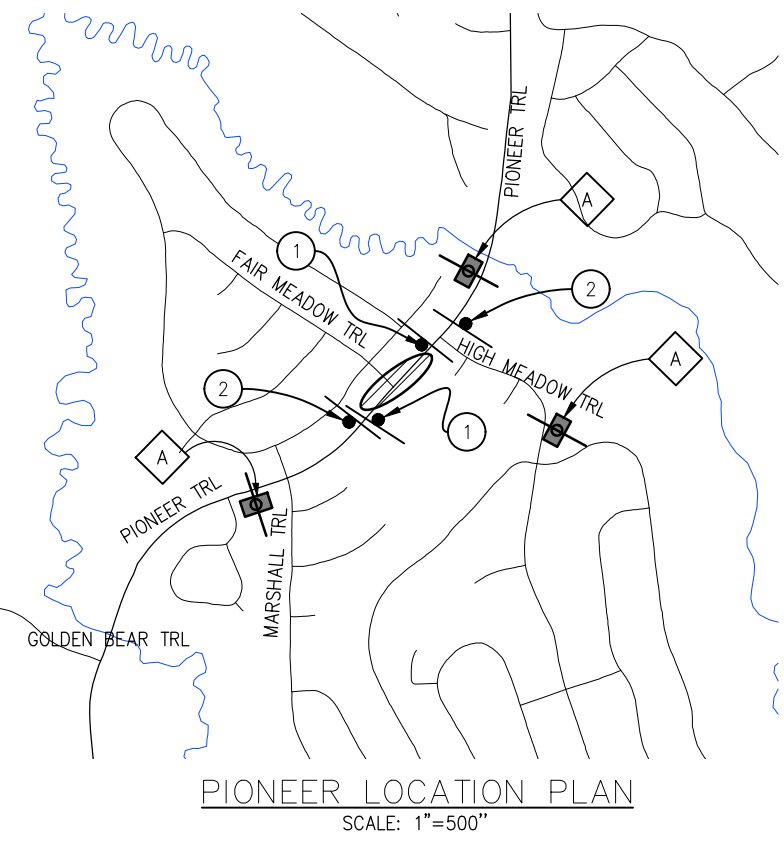 PIONEER TRL
A
1
FAIR MEADOW TRL
2
HIGH MEADOW TRL
A
2
1
A
PIONEER TRL
MARSHALL TRL
GOLDEN BEAR TRL
PIONEER LOCATION PLAN
SCALE: 1"=500"